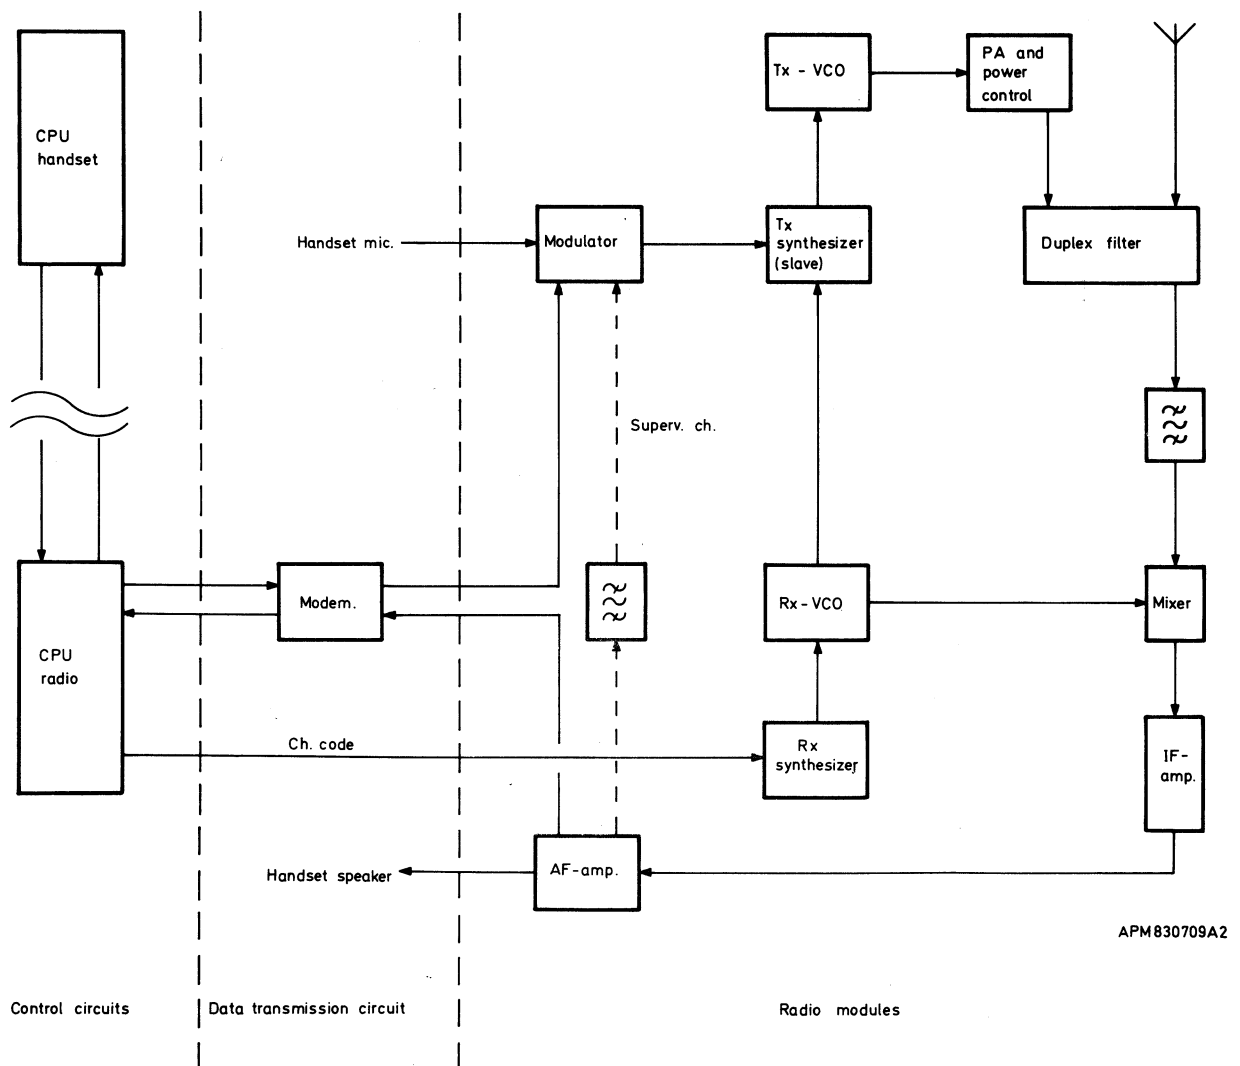 CPU
handset
Tx - VCO
PA and
power
control
Handset mic.
Modulator
Tx
synthesizer
(slave)
Duplex filter
Superv. ch.
Modem.
Rx-VCO
Mixer
CPU
radio
Ch. code
Rx
synthesizer
IF-
amp.
Handset speaker
AF-amp.
APM830709A2
Control circuits
Data transmission circuit
Radio modules